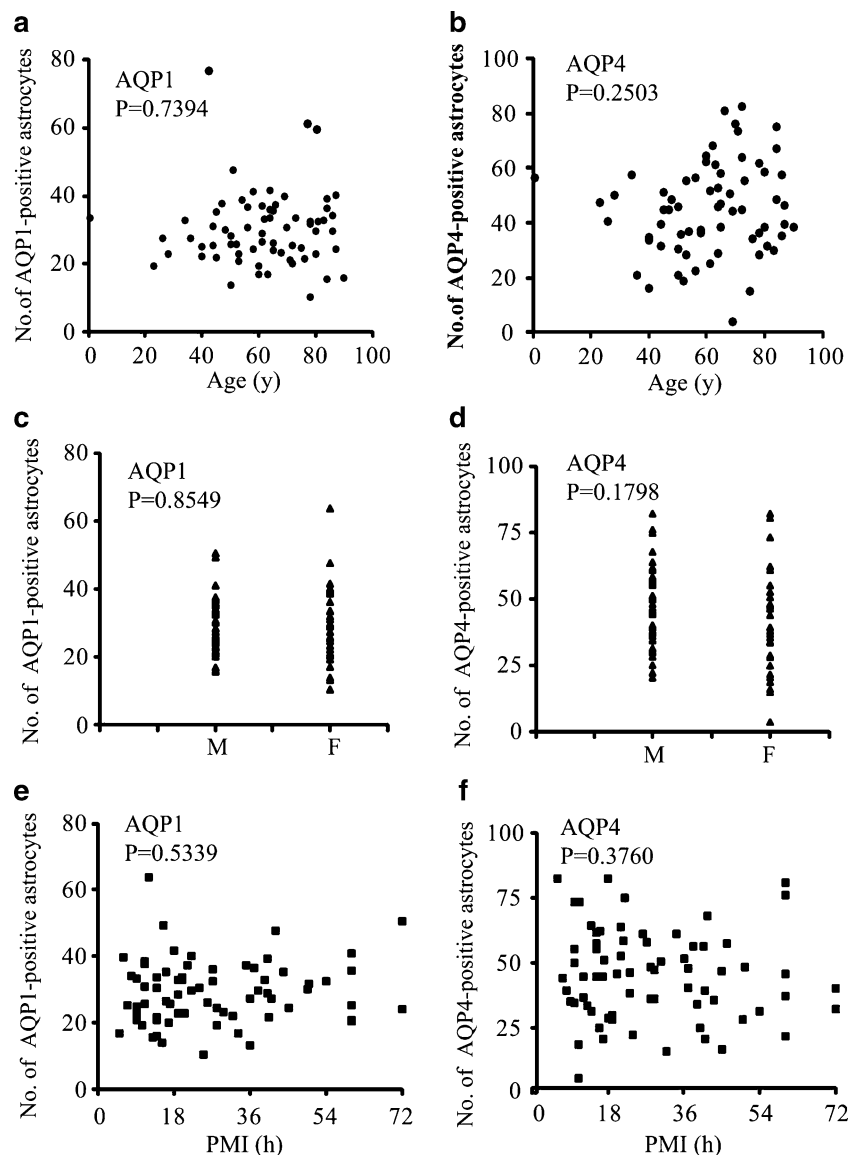 a
No.of AQP1-positive astrocytes
AQP1
P=0.7394
80
60
40
20
0
0
20
40
60
80
100
Age (y)
b
No.of AQP4-positive astrocytes
AQP4
P=0.2503
100
80
60
40
20
0
0
20
40
60
80
100
Age (y)
c
No. of AQP1-positive astrocytes
AQP1
P=0.8549
80
60
40
20
0
M
F
d
No. of AQP4-positive astrocytes
AQP4
P=0.1798
100
75
50
25
0
M
F
e
No. of AQP1-positive astrocytes
AQP1
P=0.5339
80
60
40
20
0
0
18
36
54
72
PMI (h)
f
No. of AQP4-positive astrocytes
AQP4
P=0.3760
100
75
50
25
0
0
18
36
54
72
PMI (h)